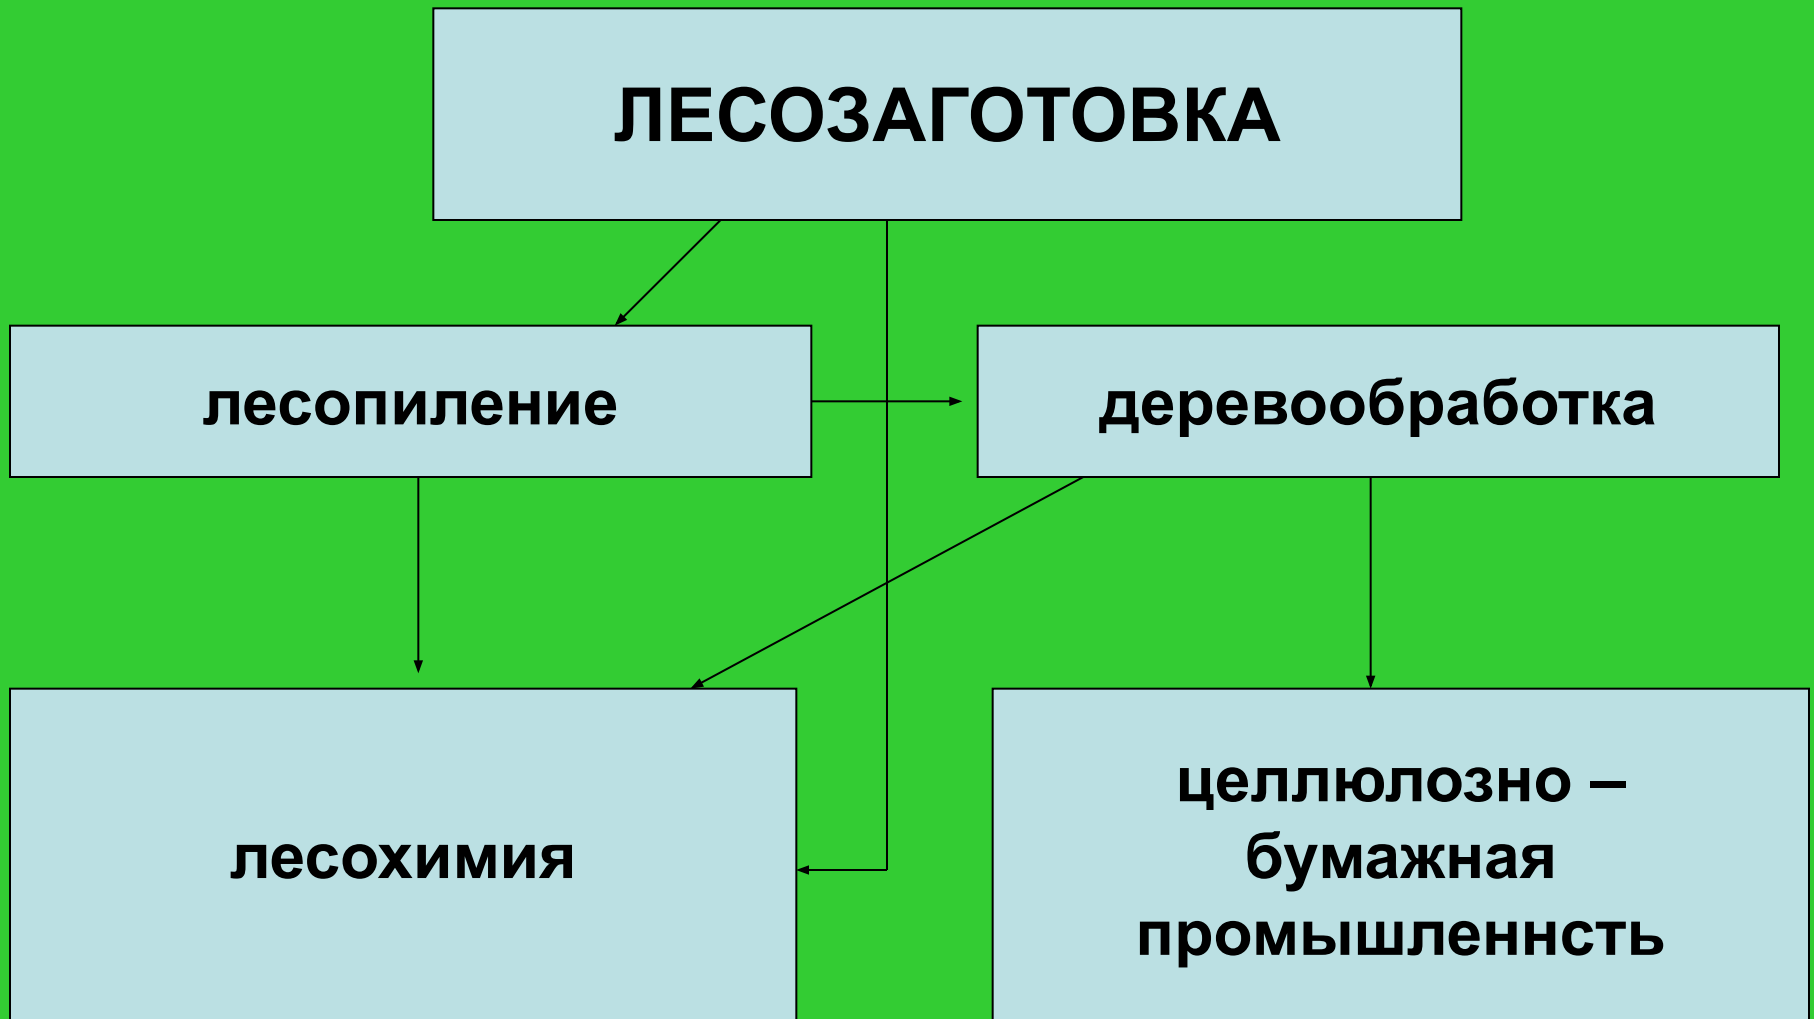 ЛЕСОЗАГОТОВКА
лесопиление
деревообработка
лесохимия
целлюлозно –
бумажная
промышленнсть